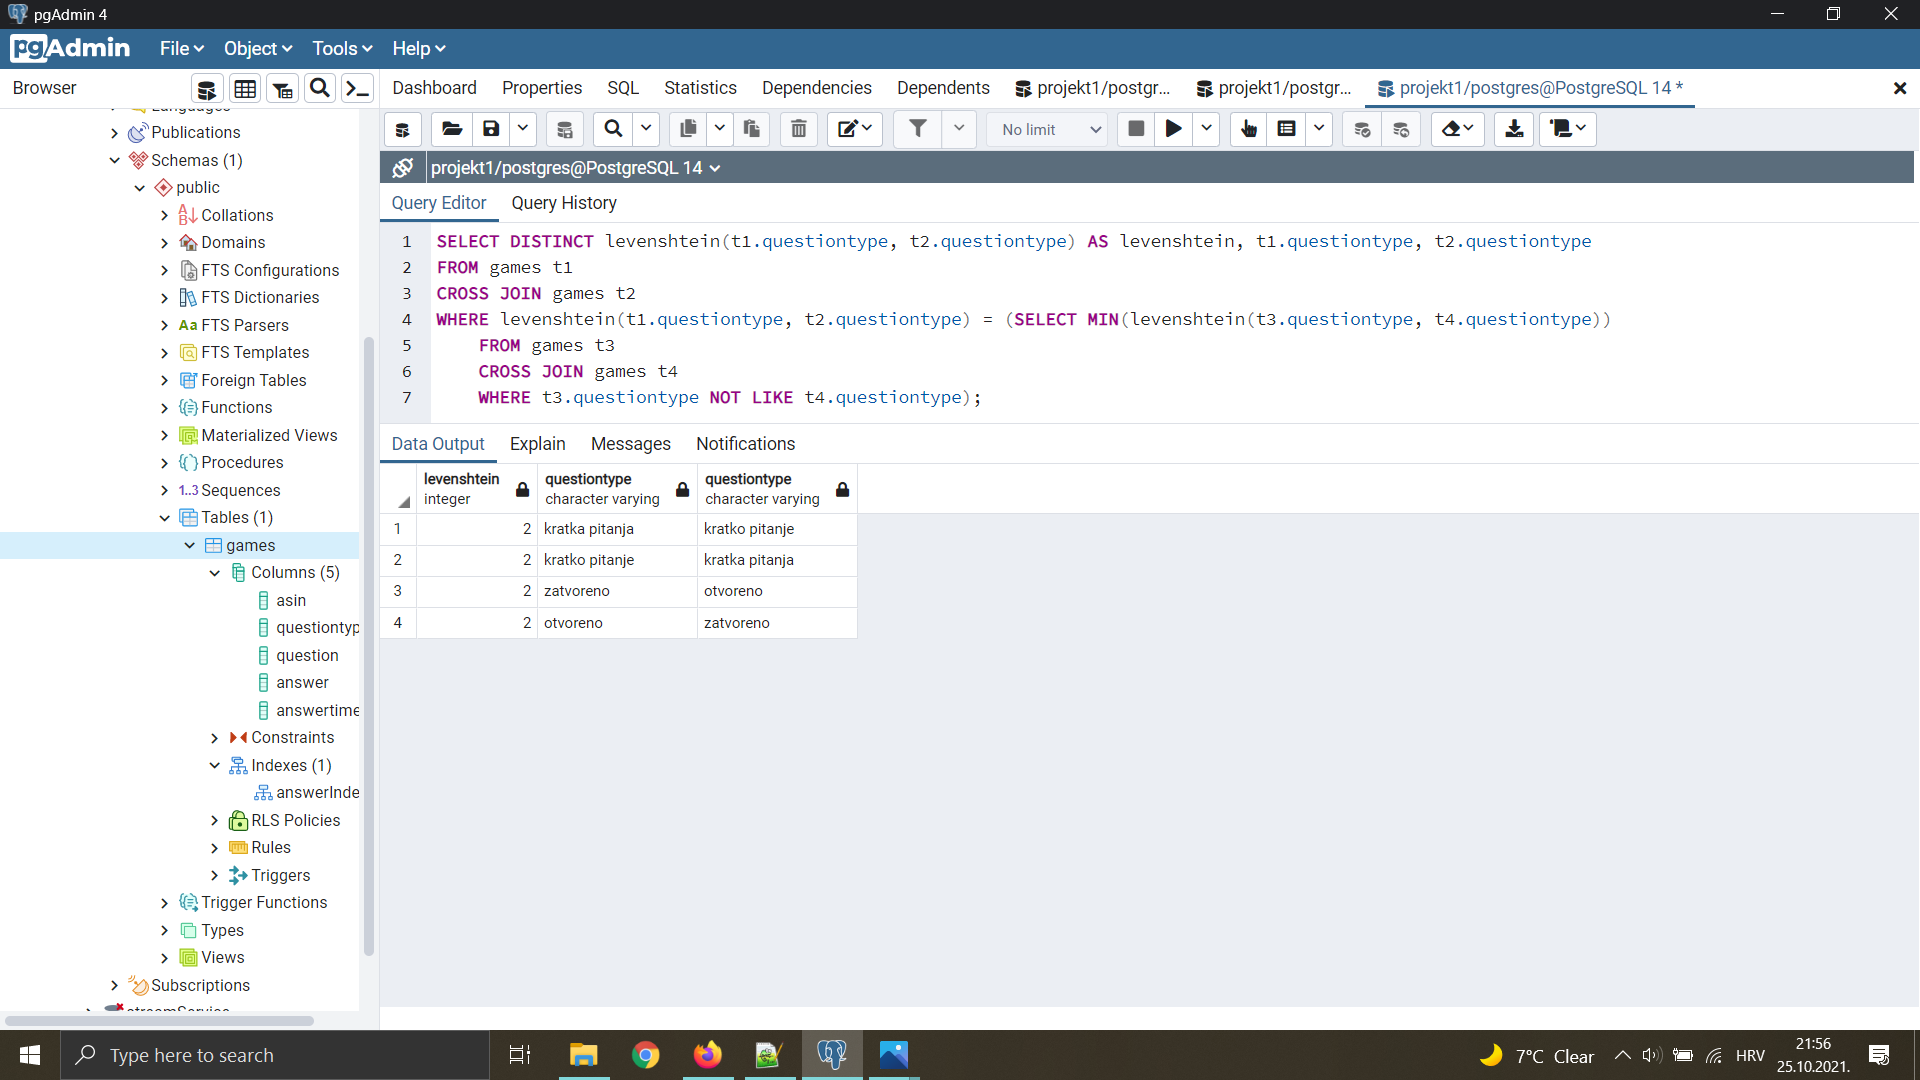 pgAdmin 4
pgAdmin File Object Tools Help
Browser
Dashboard Properties SQL Statistics Dependencies Dependents projekt1/postgr... projekt1/postgr... projekt1/postgres@PostgreSQL 14 *
No limit
projekt1/postgres@PostgreSQL 14
Query Editor Query History
1 SELECT DISTINCT levenshtein(t1.questiontype, t2.questiontype) AS levenshtein, t1.questiontype, t2.questiontype
2 FROM games t1
3 CROSS JOIN games t2
4 WHERE levenshtein(t1.questiontype, t2.questiontype) = (SELECT MIN(levenshtein(t3.questiontype, t4.questiontype))
5 FROM games t3
6 CROSS JOIN games t4
7 WHERE t3.questiontype NOT LIKE t4.questiontype);
Data Output Explain Messages Notifications
levenshtein questiontype questiontype
integer character varying character varying
1 2 kratka pitanja kratko pitanje
2 2 kratko pitanje kratka pitanja
3 2 zatvoreno otvoreno
4 2 otvoreno zatvoreno
Publications
Schemas (1)
public
Collations
Domains
FTS Configurations
FTS Dictionaries
Aa FTS Parsers
FTS Templates
Foreign Tables
Functions
Materialized Views
Procedures
1..3 Sequences
Tables (1)
games
Columns (5)
asin
questiontyp
question
answer
answertime
Constraints
Indexes (1)
answerInde
RLS Policies
Rules
Triggers
Trigger Functions
Types
Views
Subscriptions
Type here to search
7°C Clear
HRV
21:56
25.10.2021.